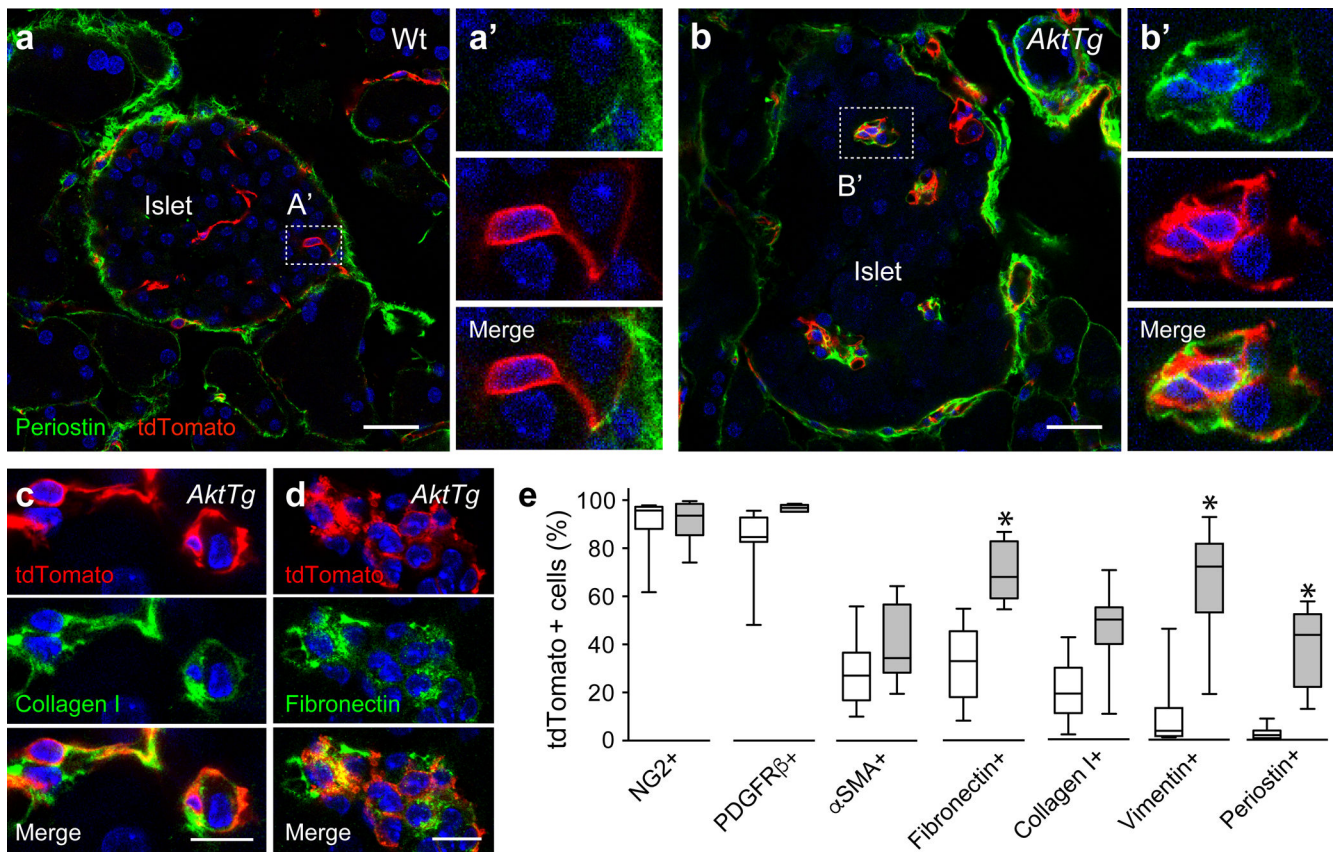 a
Wt
Islet
A'
Periostin
tdTomato
a'
Merge
b
AktTg
B'
Islet
b'
Merge
c
AktTg
tdTomato
Collagen I
Merge
d
AktTg
tdTomato
Fibronectin
Merge
e
tdTomato + cells (%)
100
80
60
40
20
0
*
*
*
NG2+
PDGFRβ+
αSMA+
Fibronectin+
Collagen I+
Vimentin+
Periostin+